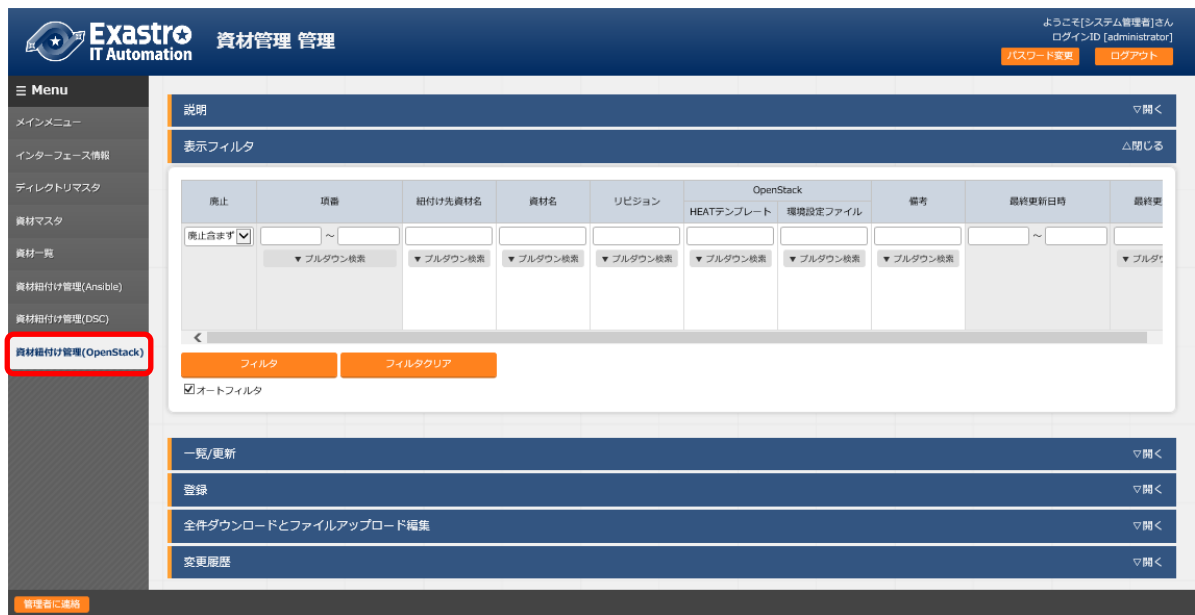 Exastro
IT Automation
資材管理 管理
ようこそ[システム管理者]さん
ログインID [administrator]
パスワード変更 ログアウト
☰ Menu
メインメニュー
インターフェース情報
ディレクトリマスタ
資材マスタ
資材一覧
資材紐付け管理(Ansible)
資材紐付け管理(DSC)
資材紐付け管理(OpenStack)
説明 ▽開く
表示フィルタ △閉じる
廃止 項番 紐付け先資材名 資材名 リビジョン OpenStack 備考 最終更新日時 最終更
HEATテンプレート 環境設定ファイル
廃止含まず ～ ～
▼ プルダウン検索 ▼ プルダウン検索 ▼ プルダウン検索 ▼ プルダウン検索 ▼ プルダウン検索 ▼ プルダウン検索 ▼ プルダウン検索 ▼ プルダ
フィルタ フィルタクリア
オートフィルタ
一覧/更新 ▽開く
登録 ▽開く
全件ダウンロードとファイルアップロード編集 ▽開く
変更履歴 ▽開く
管理者に連絡